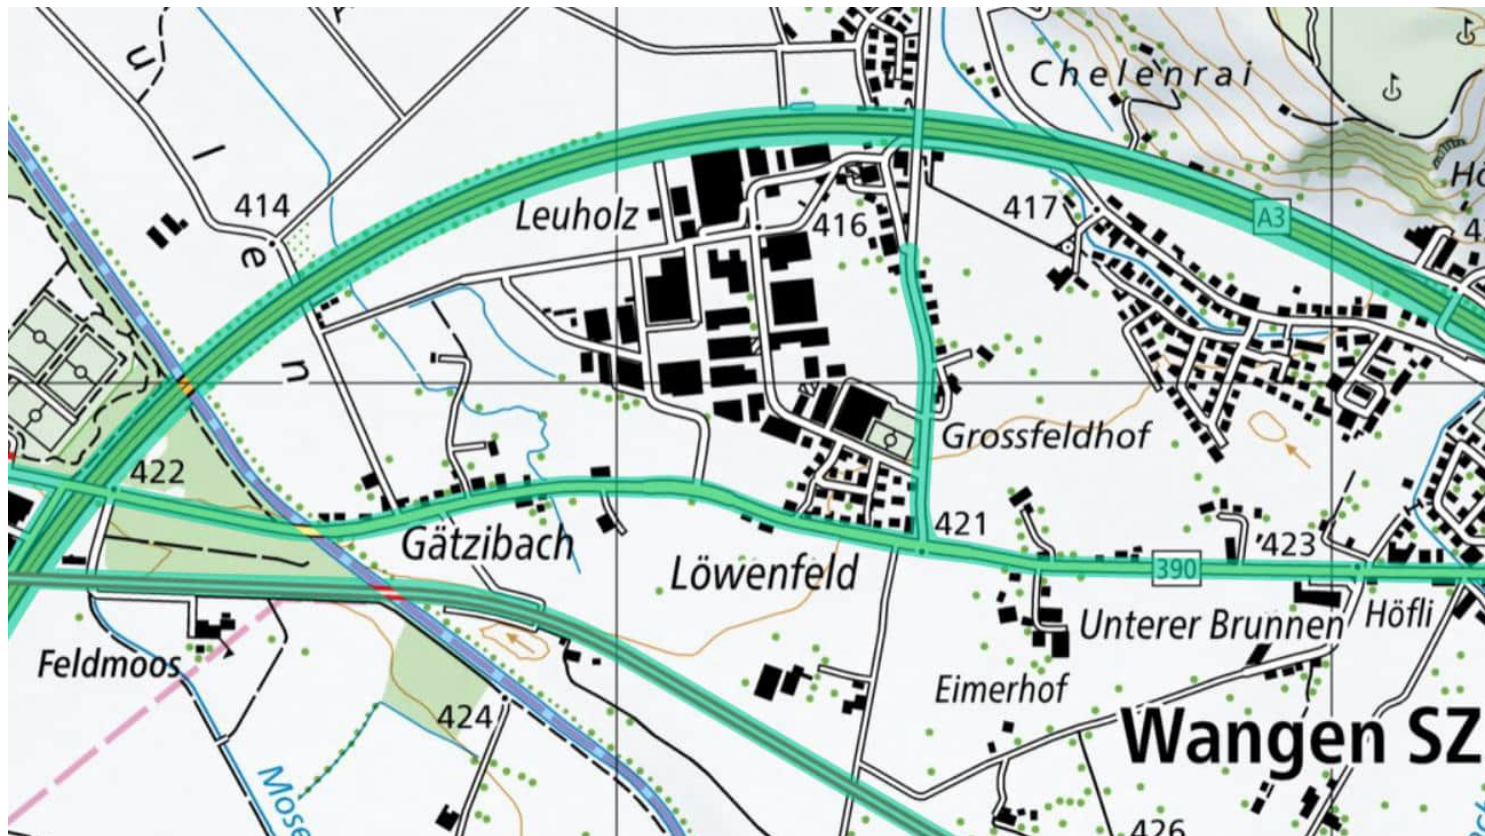 Chelenrai
414
Leuholz
416
417
A3
422
Gätzibach
Grossfeldhof
421
Löwenfeld
390
423
Höfli
Unterer Brunnen
Feldmoos
Eimerhof
424
Wangen SZ
426